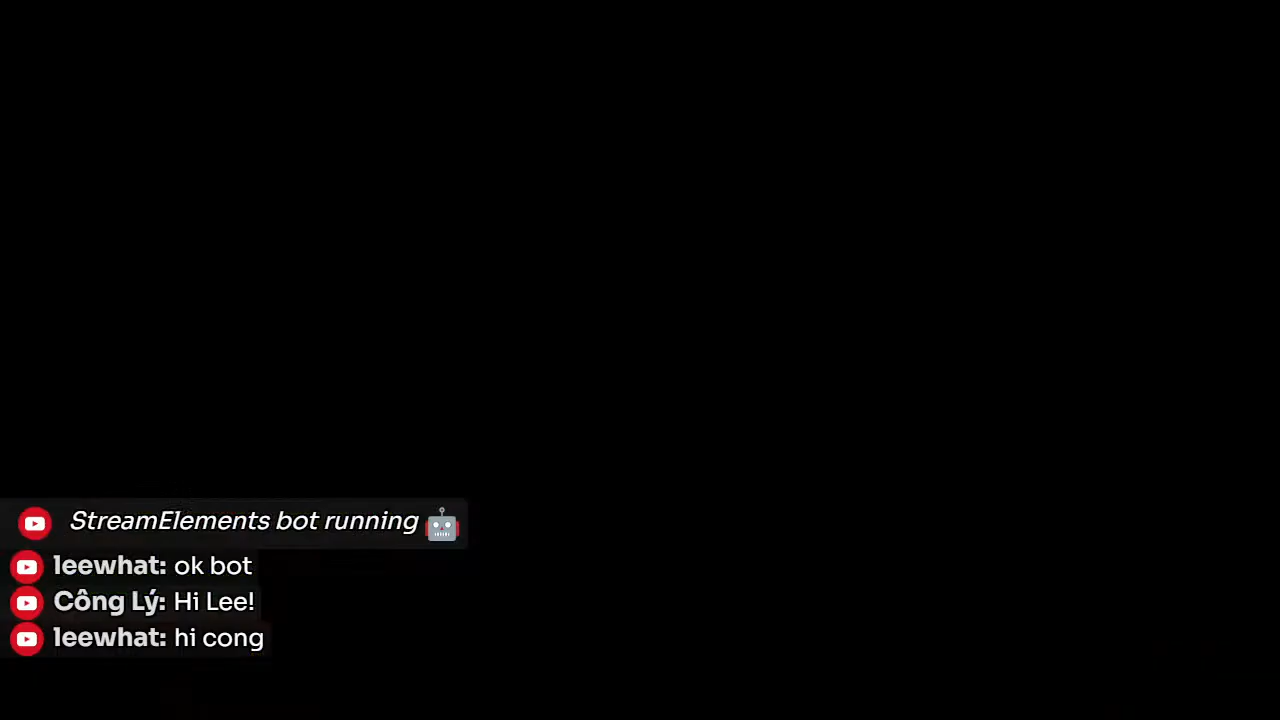 StreamElements bot running 🤖
leewhat: ok bot
Công Lý: Hi Lee!
leewhat: hi cong